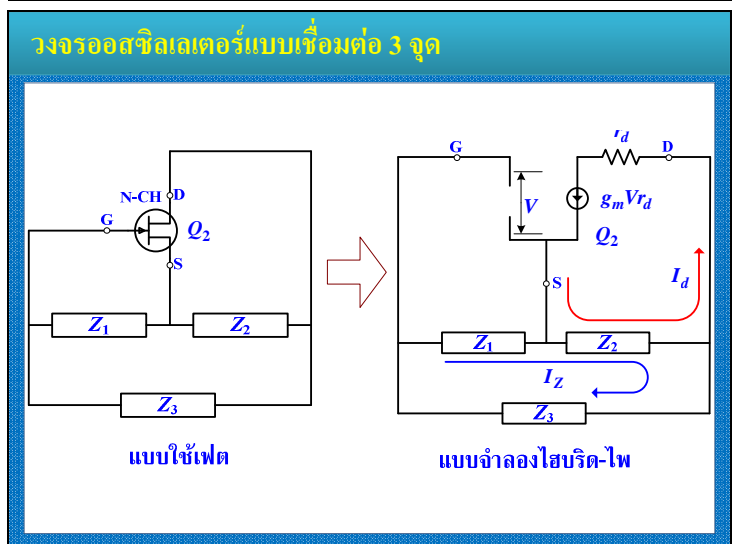 วงจรออสซิลเลเตอร์แบบเชื่อมต่อ 3 จุด
N-CH D
G
Q2
S
Z1
Z2
Z3
แบบใช้เฟต
G
rd
D
V
gmVrd
Q2
S
Id
Z1
Z2
IZ
Z3
แบบจำลองไฮบริด-ไพ